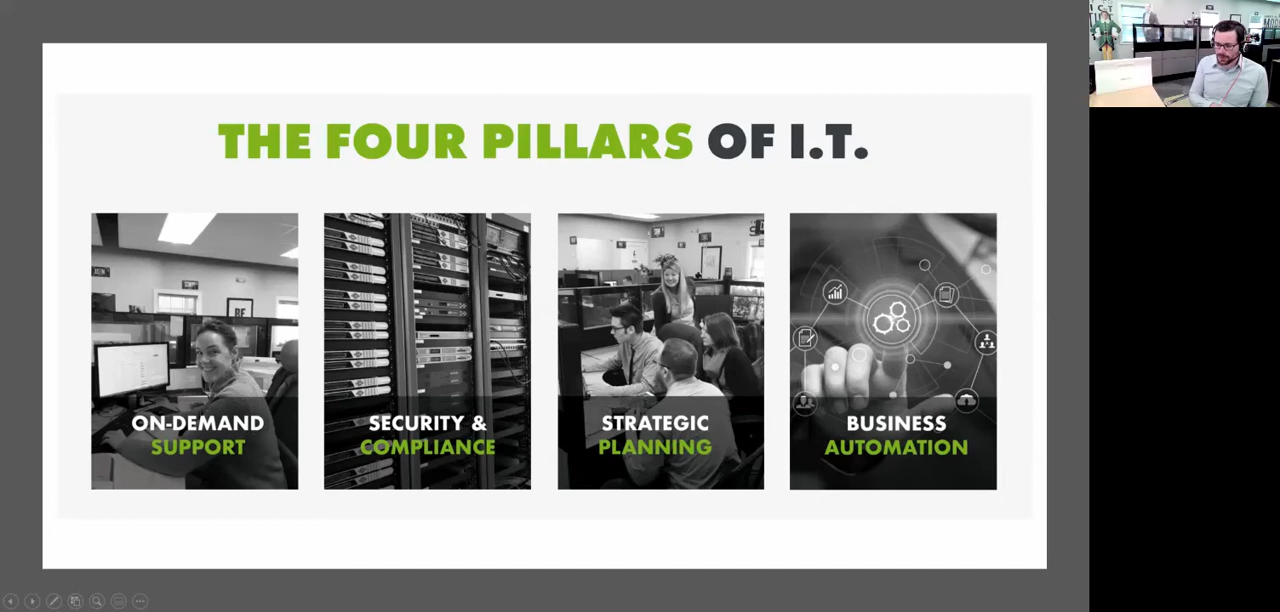 THE FOUR PILLARS OF I.T.
ON-DEMAND
SUPPORT
SECURITY &
COMPLIANCE
STRATEGIC
PLANNING
BUSINESS
AUTOMATION